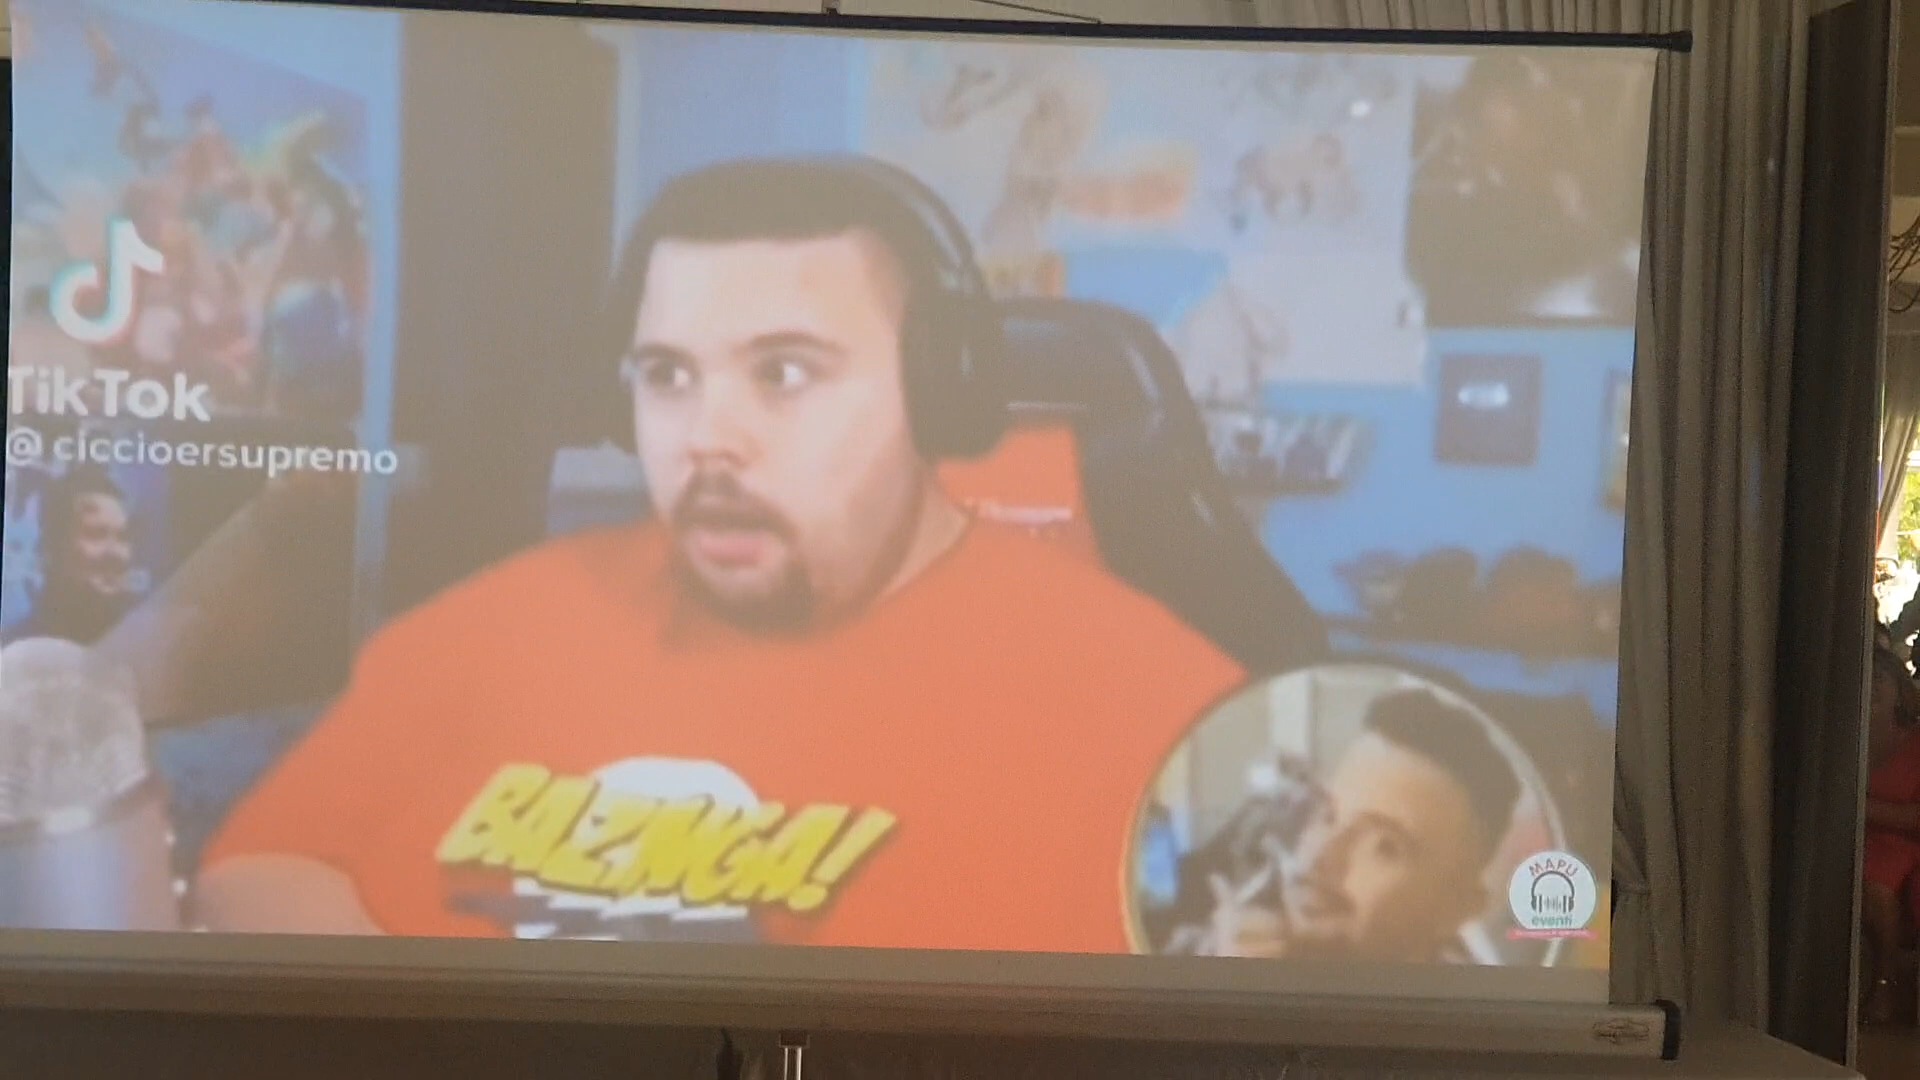 TikTok
@ciccioersupremo
BAZINGA!
MAPU
eventi